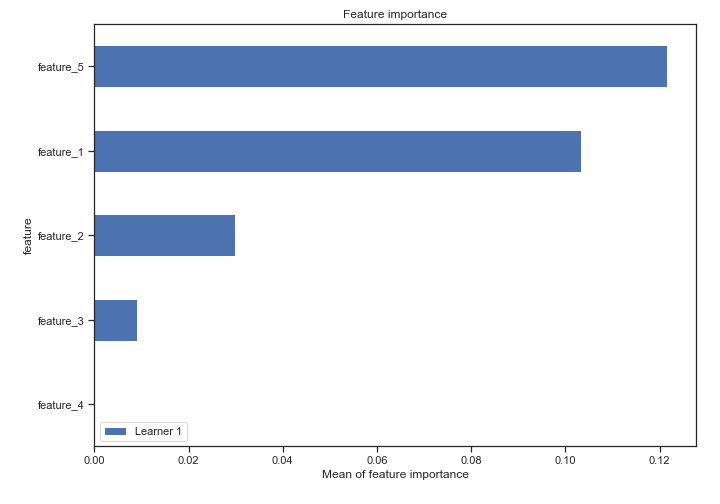 Feature importance
feature_5
feature_1
feature_2
feature_3
feature_4
feature
Learner 1
0.00 0.02 0.04 0.06 0.08 0.10 0.12
Mean of feature importance